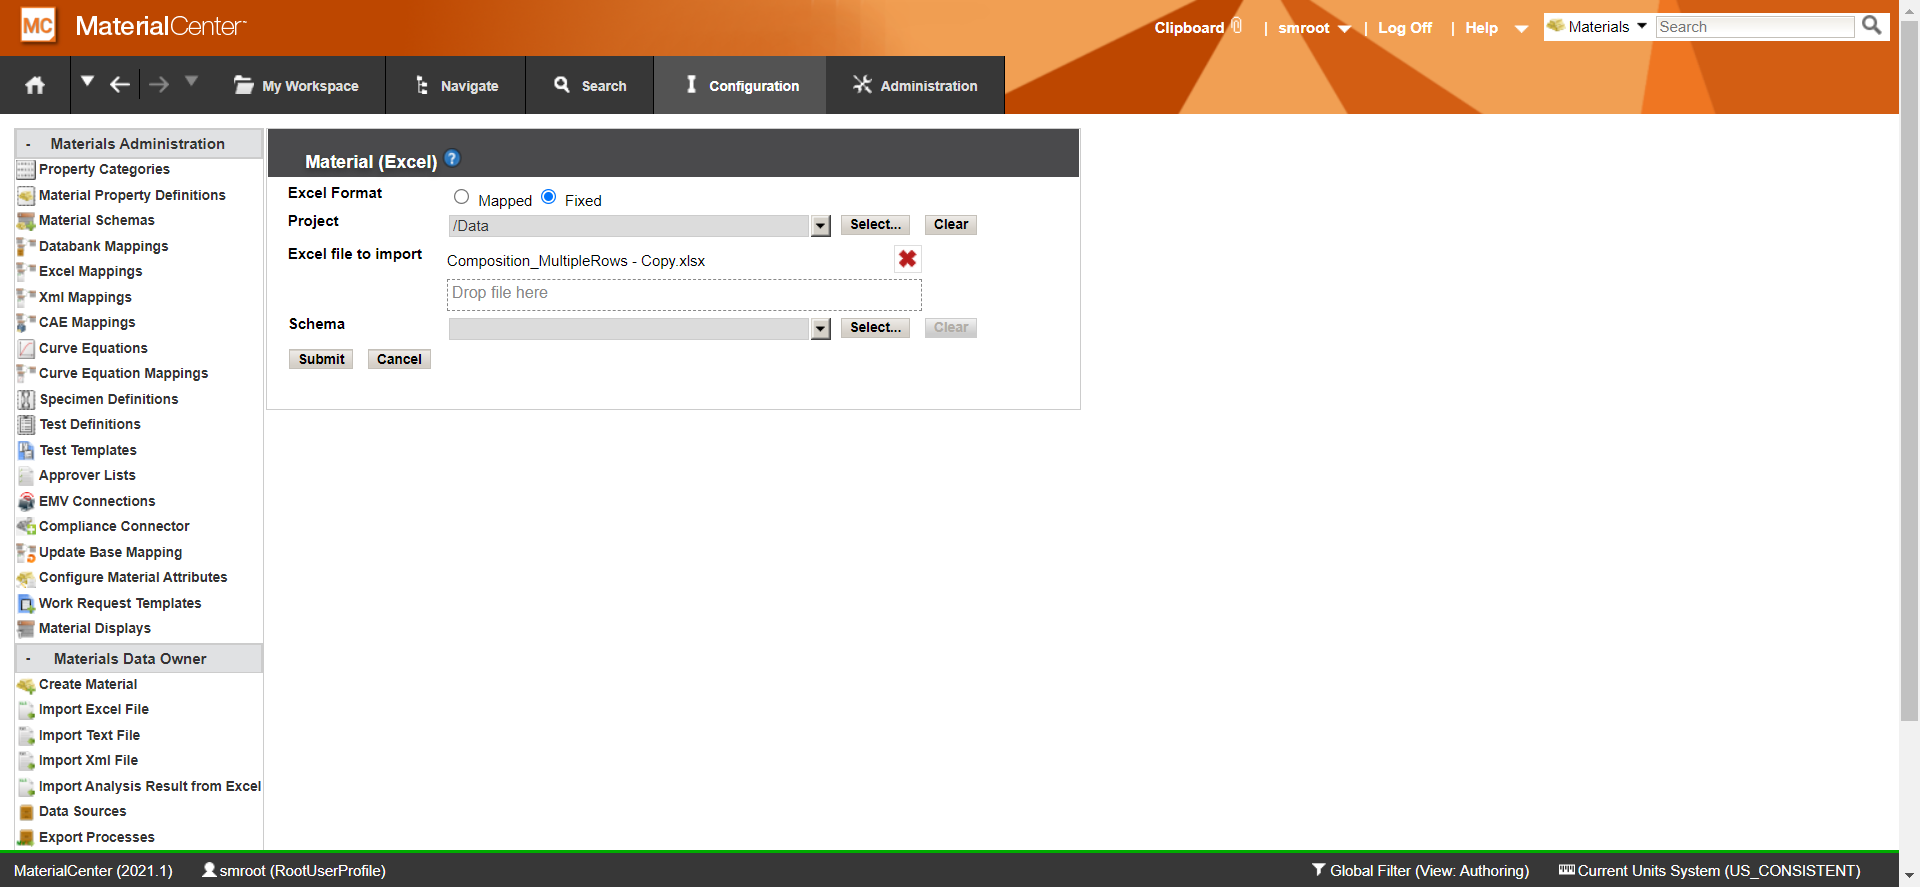 MC MaterialCenter
Clipboard | smroot | Log Off | Help
Materials Search
My Workspace Navigate Search Configuration Administration
- Materials Administration
Property Categories
Material Property Definitions
Material Schemas
Databank Mappings
Excel Mappings
Xml Mappings
CAE Mappings
Curve Equations
Curve Equation Mappings
Specimen Definitions
Test Definitions
Test Templates
Approver Lists
EMV Connections
Compliance Connector
Update Base Mapping
Configure Material Attributes
Work Request Templates
Material Displays
- Materials Data Owner
Create Material
Import Excel File
Import Text File
Import Xml File
Import Analysis Result from Excel
Data Sources
Export Processes
Material (Excel) ?
Excel Format Mapped Fixed
Project /Data Select... Clear
Excel file to import Composition_MultipleRows - Copy.xlsx
Drop file here
Schema Select... Clear
Submit Cancel
MaterialCenter (2021.1) smroot (RootUserProfile) Global Filter (View: Authoring) Current Units System (US_CONSISTENT)